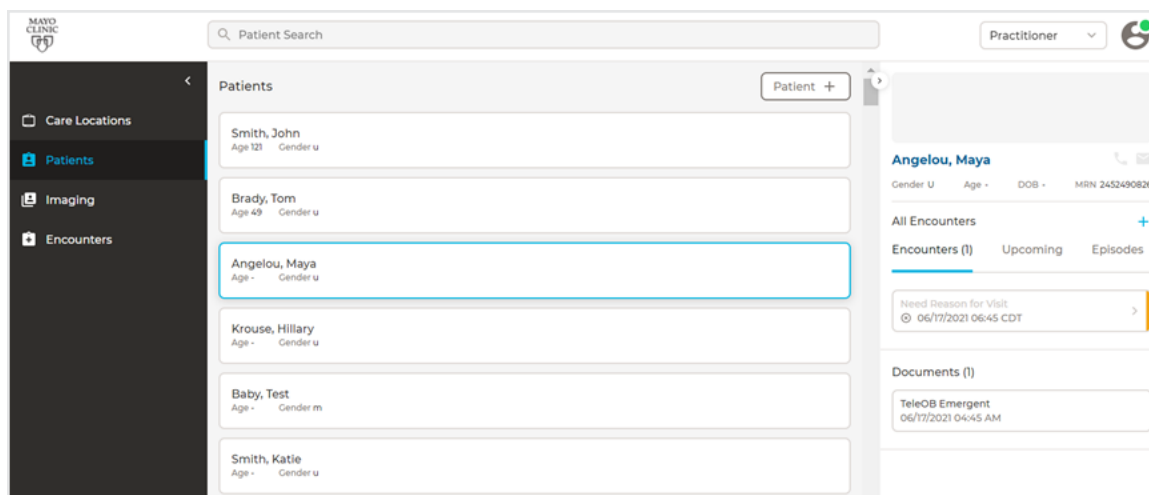 MAYO
CLINIC
Patient Search
Practitioner
Care Locations
Patients
Imaging
Encounters
Patients
Patient +
Smith, John
Age 121 Gender u
Brady, Tom
Age 49 Gender u
Angelou, Maya
Age - Gender u
Krouse, Hillary
Age - Gender u
Baby, Test
Age - Gender m
Smith, Katie
Age - Gender u
Angelou, Maya
Gender U Age - DOB - MRN 2452490826
All Encounters +
Encounters (1) Upcoming Episodes
Need Reason for Visit
06/17/2021 06:45 CDT
Documents (1)
TeleOB Emergent
06/17/2021 04:45 AM